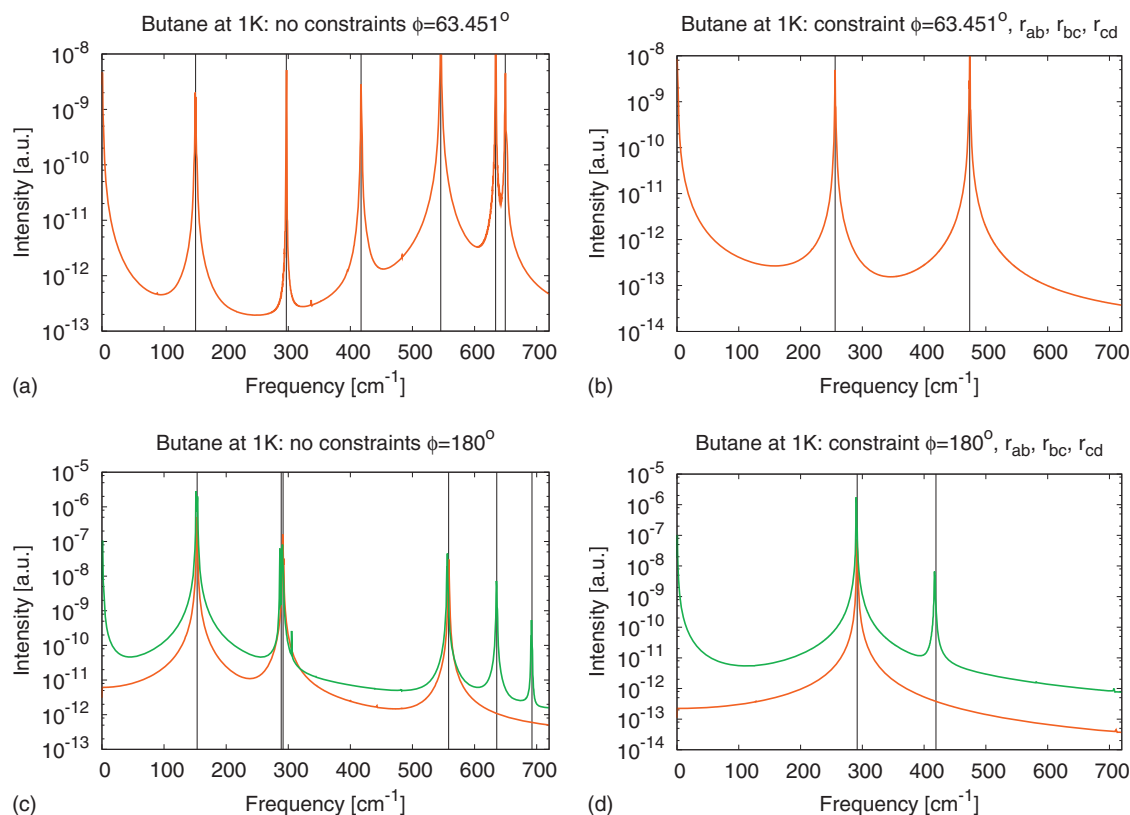 Butane at 1K: no constraints ϕ=63.451°
Intensity [a.u.]
10⁻⁸
10⁻⁹
10⁻¹⁰
10⁻¹¹
10⁻¹²
10⁻¹³
0 100 200 300 400 500 600 700
Frequency [cm⁻¹]
(a)
Butane at 1K: constraint ϕ=63.451°, r_ab, r_bc, r_cd
Intensity [a.u.]
10⁻⁸
10⁻⁹
10⁻¹⁰
10⁻¹¹
10⁻¹²
10⁻¹³
10⁻¹⁴
0 100 200 300 400 500 600 700
Frequency [cm⁻¹]
(b)
Butane at 1K: no constraints ϕ=180°
Intensity [a.u.]
10⁻⁵
10⁻⁶
10⁻⁷
10⁻⁸
10⁻⁹
10⁻¹⁰
10⁻¹¹
10⁻¹²
10⁻¹³
0 100 200 300 400 500 600 700
Frequency [cm⁻¹]
(c)
Butane at 1K: constraint ϕ=180°, r_ab, r_bc, r_cd
Intensity [a.u.]
10⁻⁵
10⁻⁶
10⁻⁷
10⁻⁸
10⁻⁹
10⁻¹⁰
10⁻¹¹
10⁻¹²
10⁻¹³
10⁻¹⁴
0 100 200 300 400 500 600 700
Frequency [cm⁻¹]
(d)